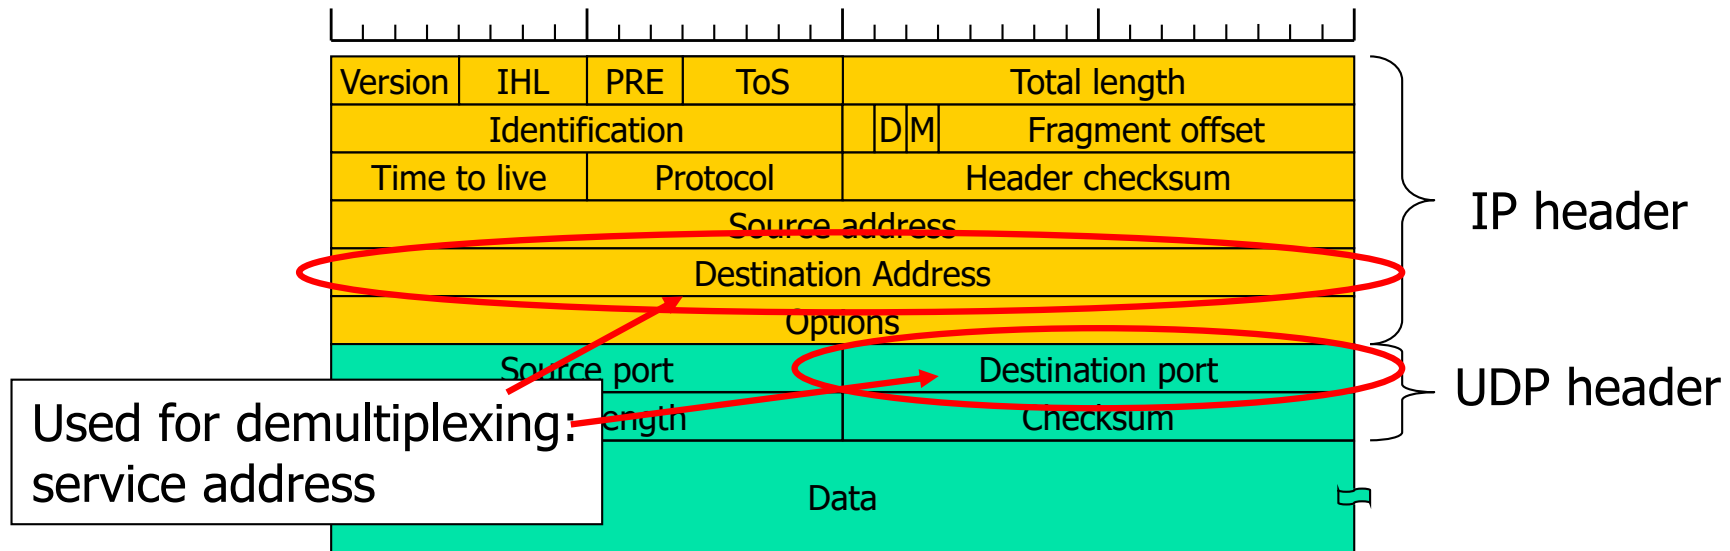 Version IHL PRE ToS Total length
Identification D M Fragment offset
Time to live Protocol Header checksum
Source address
IP header
Destination Address
Options
Source port Destination port
UDP header
Used for demultiplexing:
service address
ength Checksum
Data